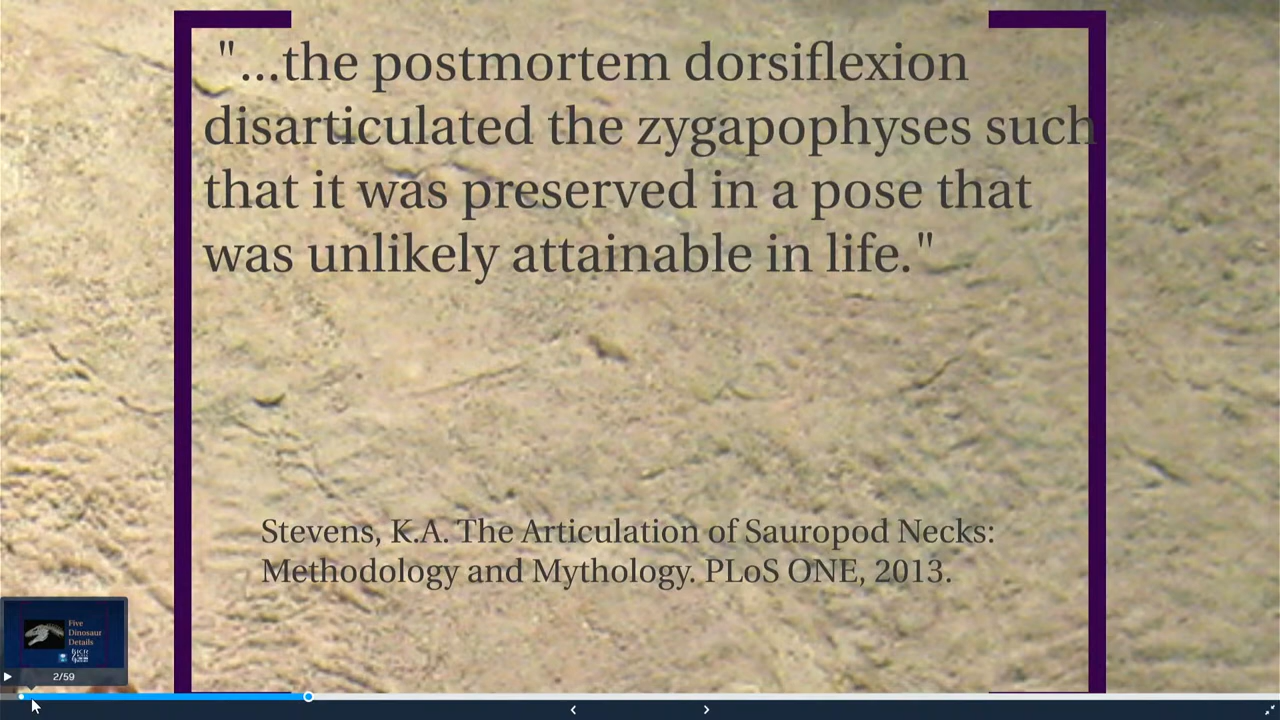 "...the postmortem dorsiflexion
disarticulated the zygapophyses such
that it was preserved in a pose that
was unlikely attainable in life."
Stevens, K.A. The Articulation of Sauropod Necks:
Methodology and Mythology. PLoS ONE, 2013.
Five
Dinosaur
Details
2/59